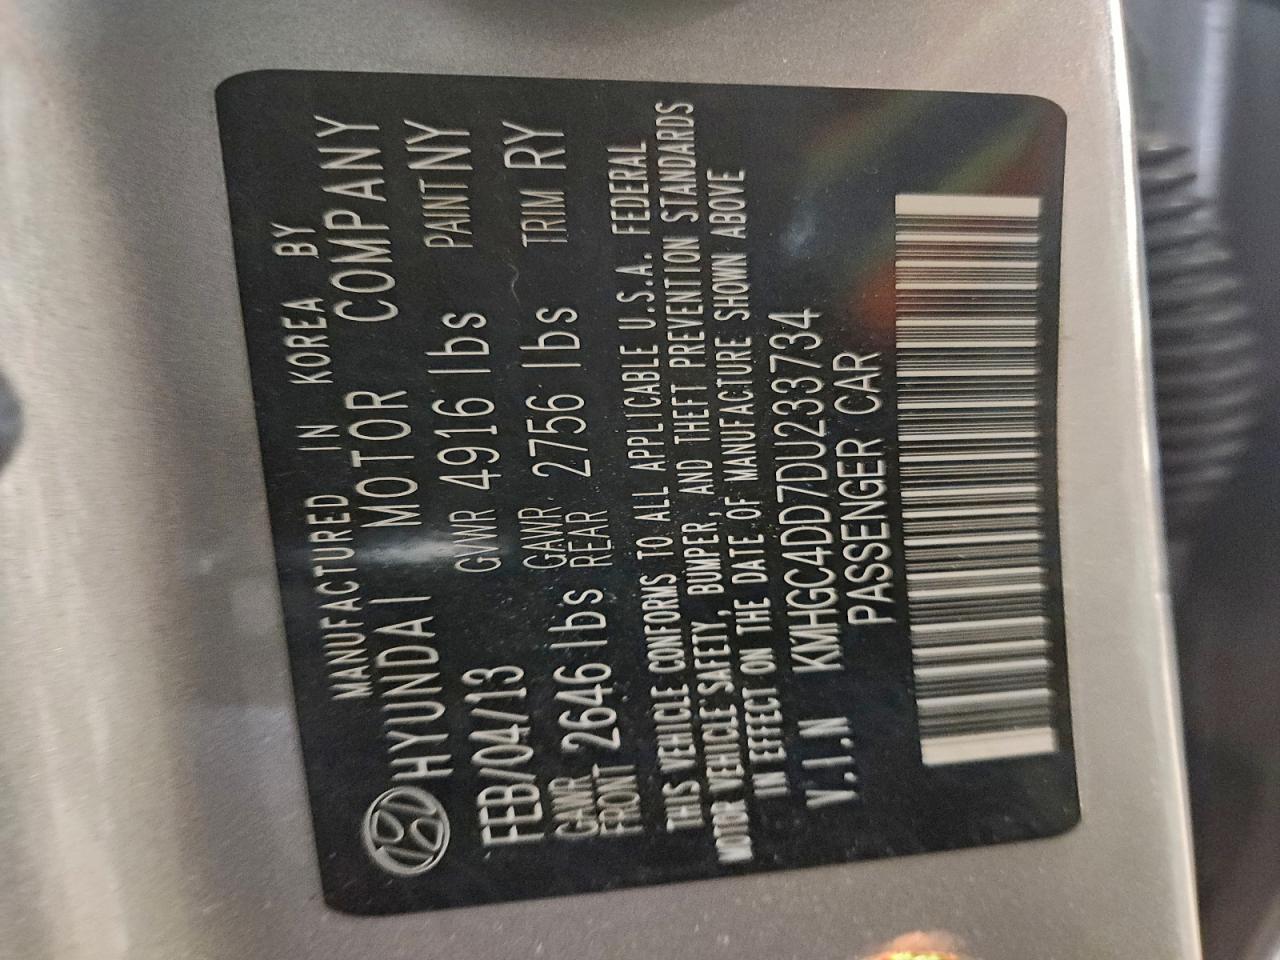 MANUFACTURED IN KOREA BY
HYUNDAI MOTOR COMPANY
FEB/04/13 GVWR 4916 lbs PAINT NY
GAWR FRONT 2646 lbs GAWR REAR 2756 lbs TRIM RY
THIS VEHICLE CONFORMS TO ALL APPLICABLE U.S.A. FEDERAL
MOTOR VEHICLE SAFETY, BUMPER, AND THEFT PREVENTION STANDARDS
IN EFFECT ON THE DATE OF MANUFACTURE SHOWN ABOVE
V.I.N KMHGC4DD7DU233734
PASSENGER CAR